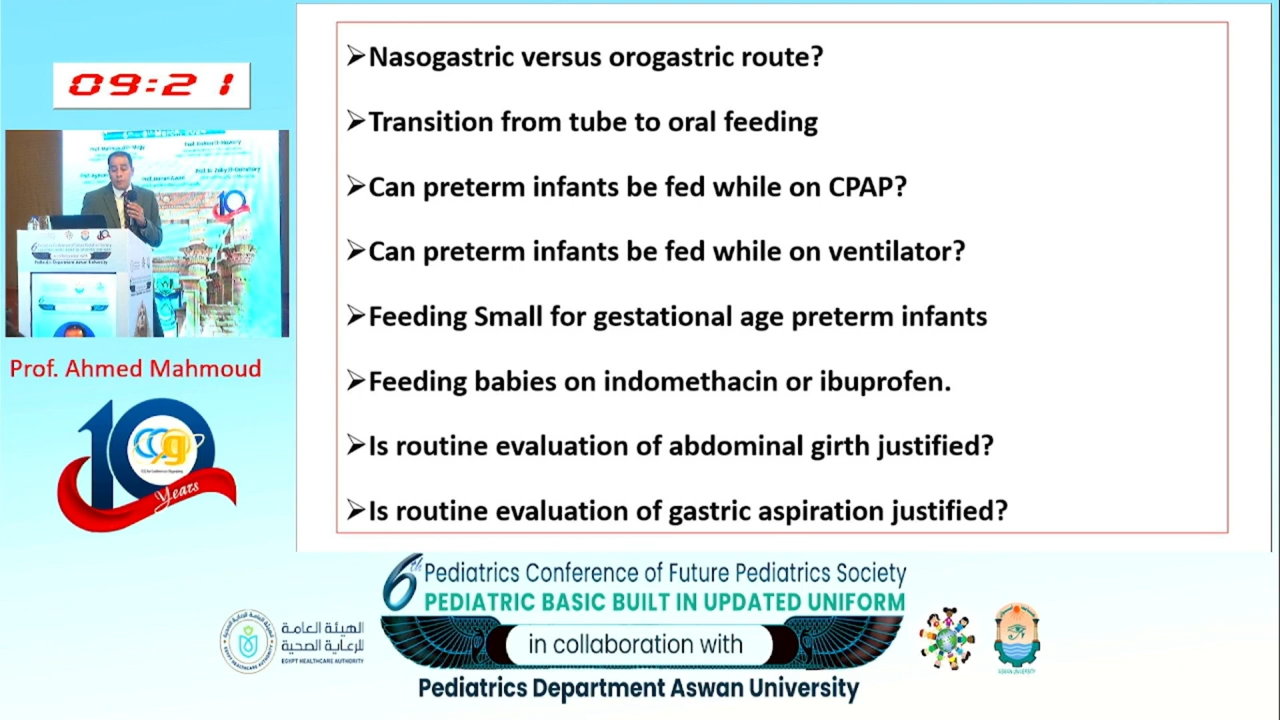 09:21
Prof. Ahmed Mahmoud
10
CCO
Years
➢Nasogastric versus orogastric route?
➢Transition from tube to oral feeding
➢Can preterm infants be fed while on CPAP?
➢Can preterm infants be fed while on ventilator?
➢Feeding Small for gestational age preterm infants
➢Feeding babies on indomethacin or ibuprofen.
➢Is routine evaluation of abdominal girth justified?
➢Is routine evaluation of gastric aspiration justified?
6th Pediatrics Conference of Future Pediatrics Society
PEDIATRIC BASIC BUILT IN UPDATED UNIFORM
in collaboration with
Pediatrics Department Aswan University
الهيئة العامة
للرعاية الصحية
EGYPT HEALTHCARE AUTHORITY
ASWAN UNIVERSITY